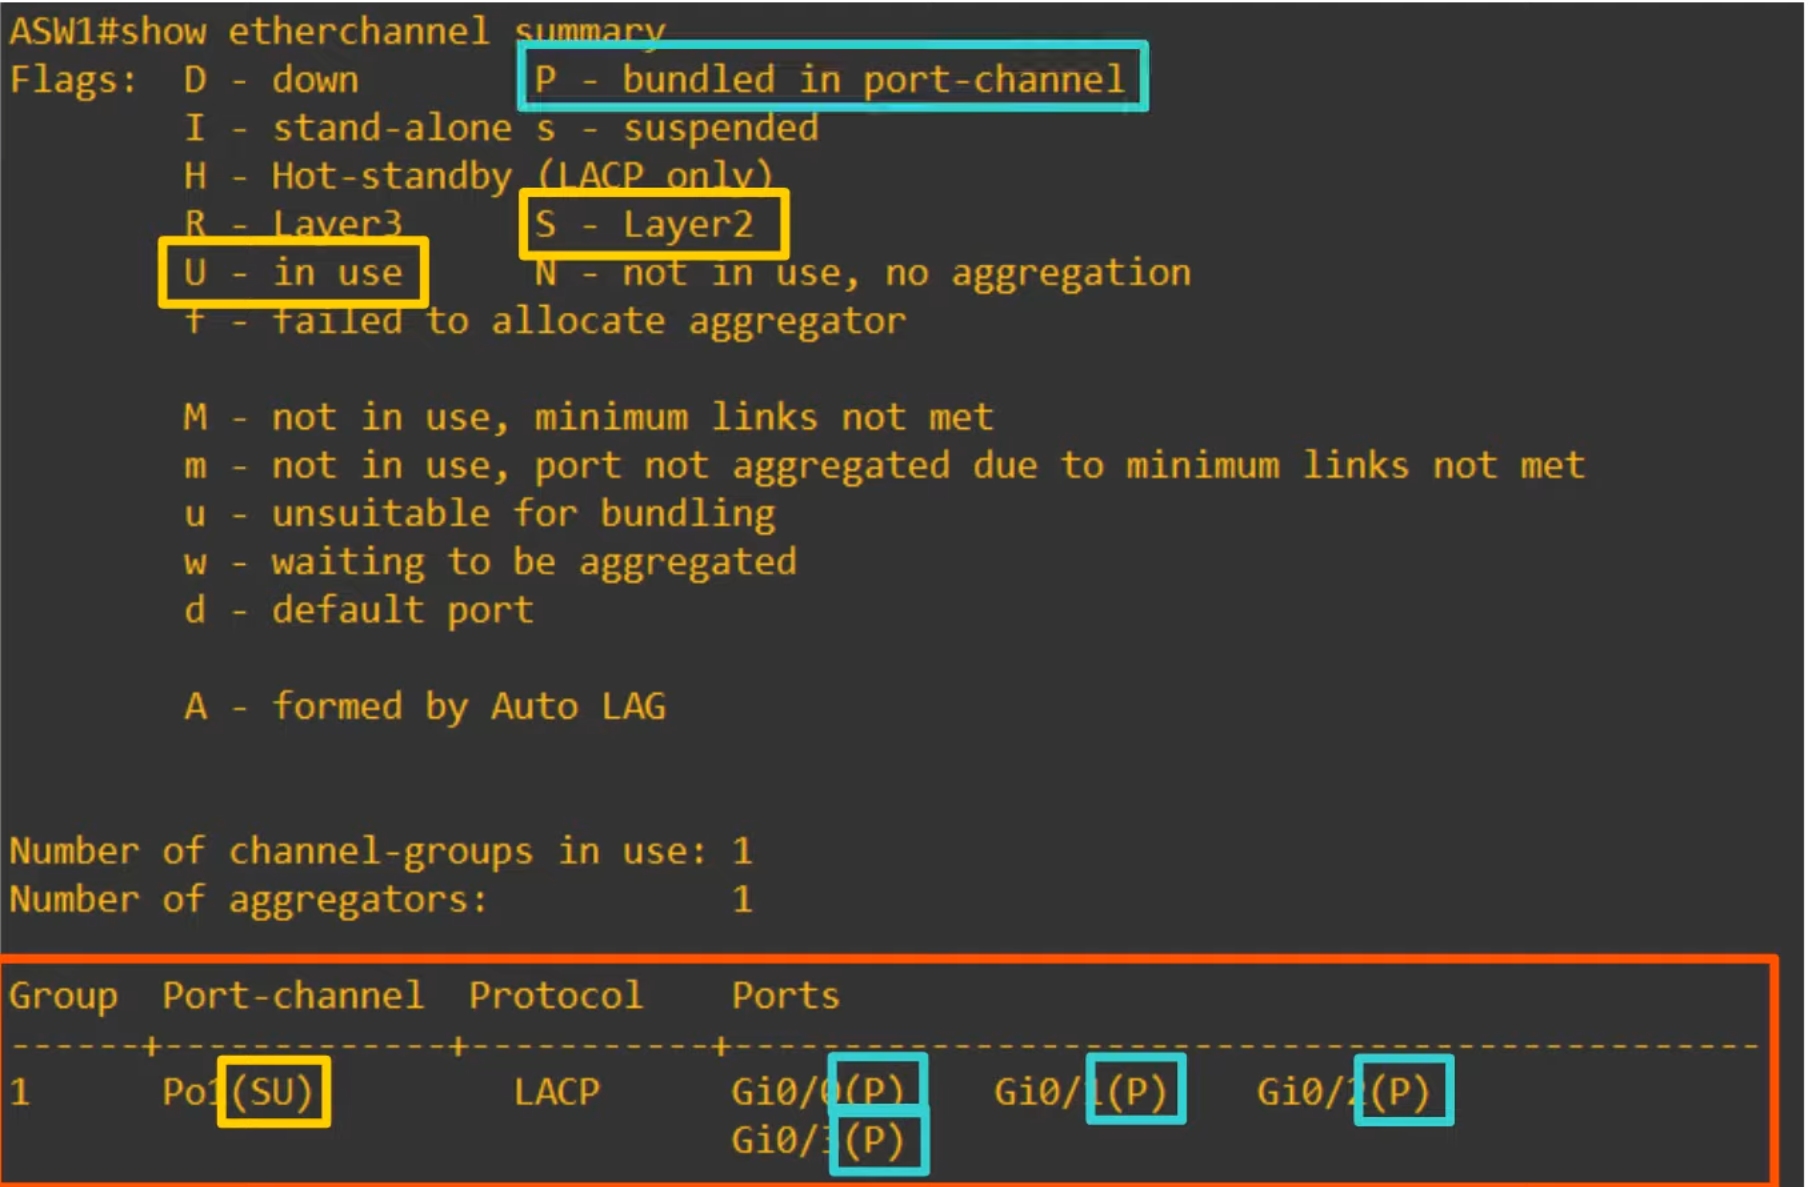 ASW1#show etherchannel summary
Flags:  D - down        P - bundled in port-channel
        I - stand-alone s - suspended
        H - Hot-standby (LACP only)
        R - Layer3      S - Layer2
        U - in use      N - not in use, no aggregation
        f - failed to allocate aggregator

        M - not in use, minimum links not met
        m - not in use, port not aggregated due to minimum links not met
        u - unsuitable for bundling
        w - waiting to be aggregated
        d - default port

        A - formed by Auto LAG

Number of channel-groups in use: 1
Number of aggregators:           1

Group  Port-channel  Protocol    Ports
------+-------------+-----------+-----------------------------------------------
1      Po1(SU)         LACP      Gi0/0(P)    Gi0/1(P)    Gi0/2(P)
                                 Gi0/3(P)